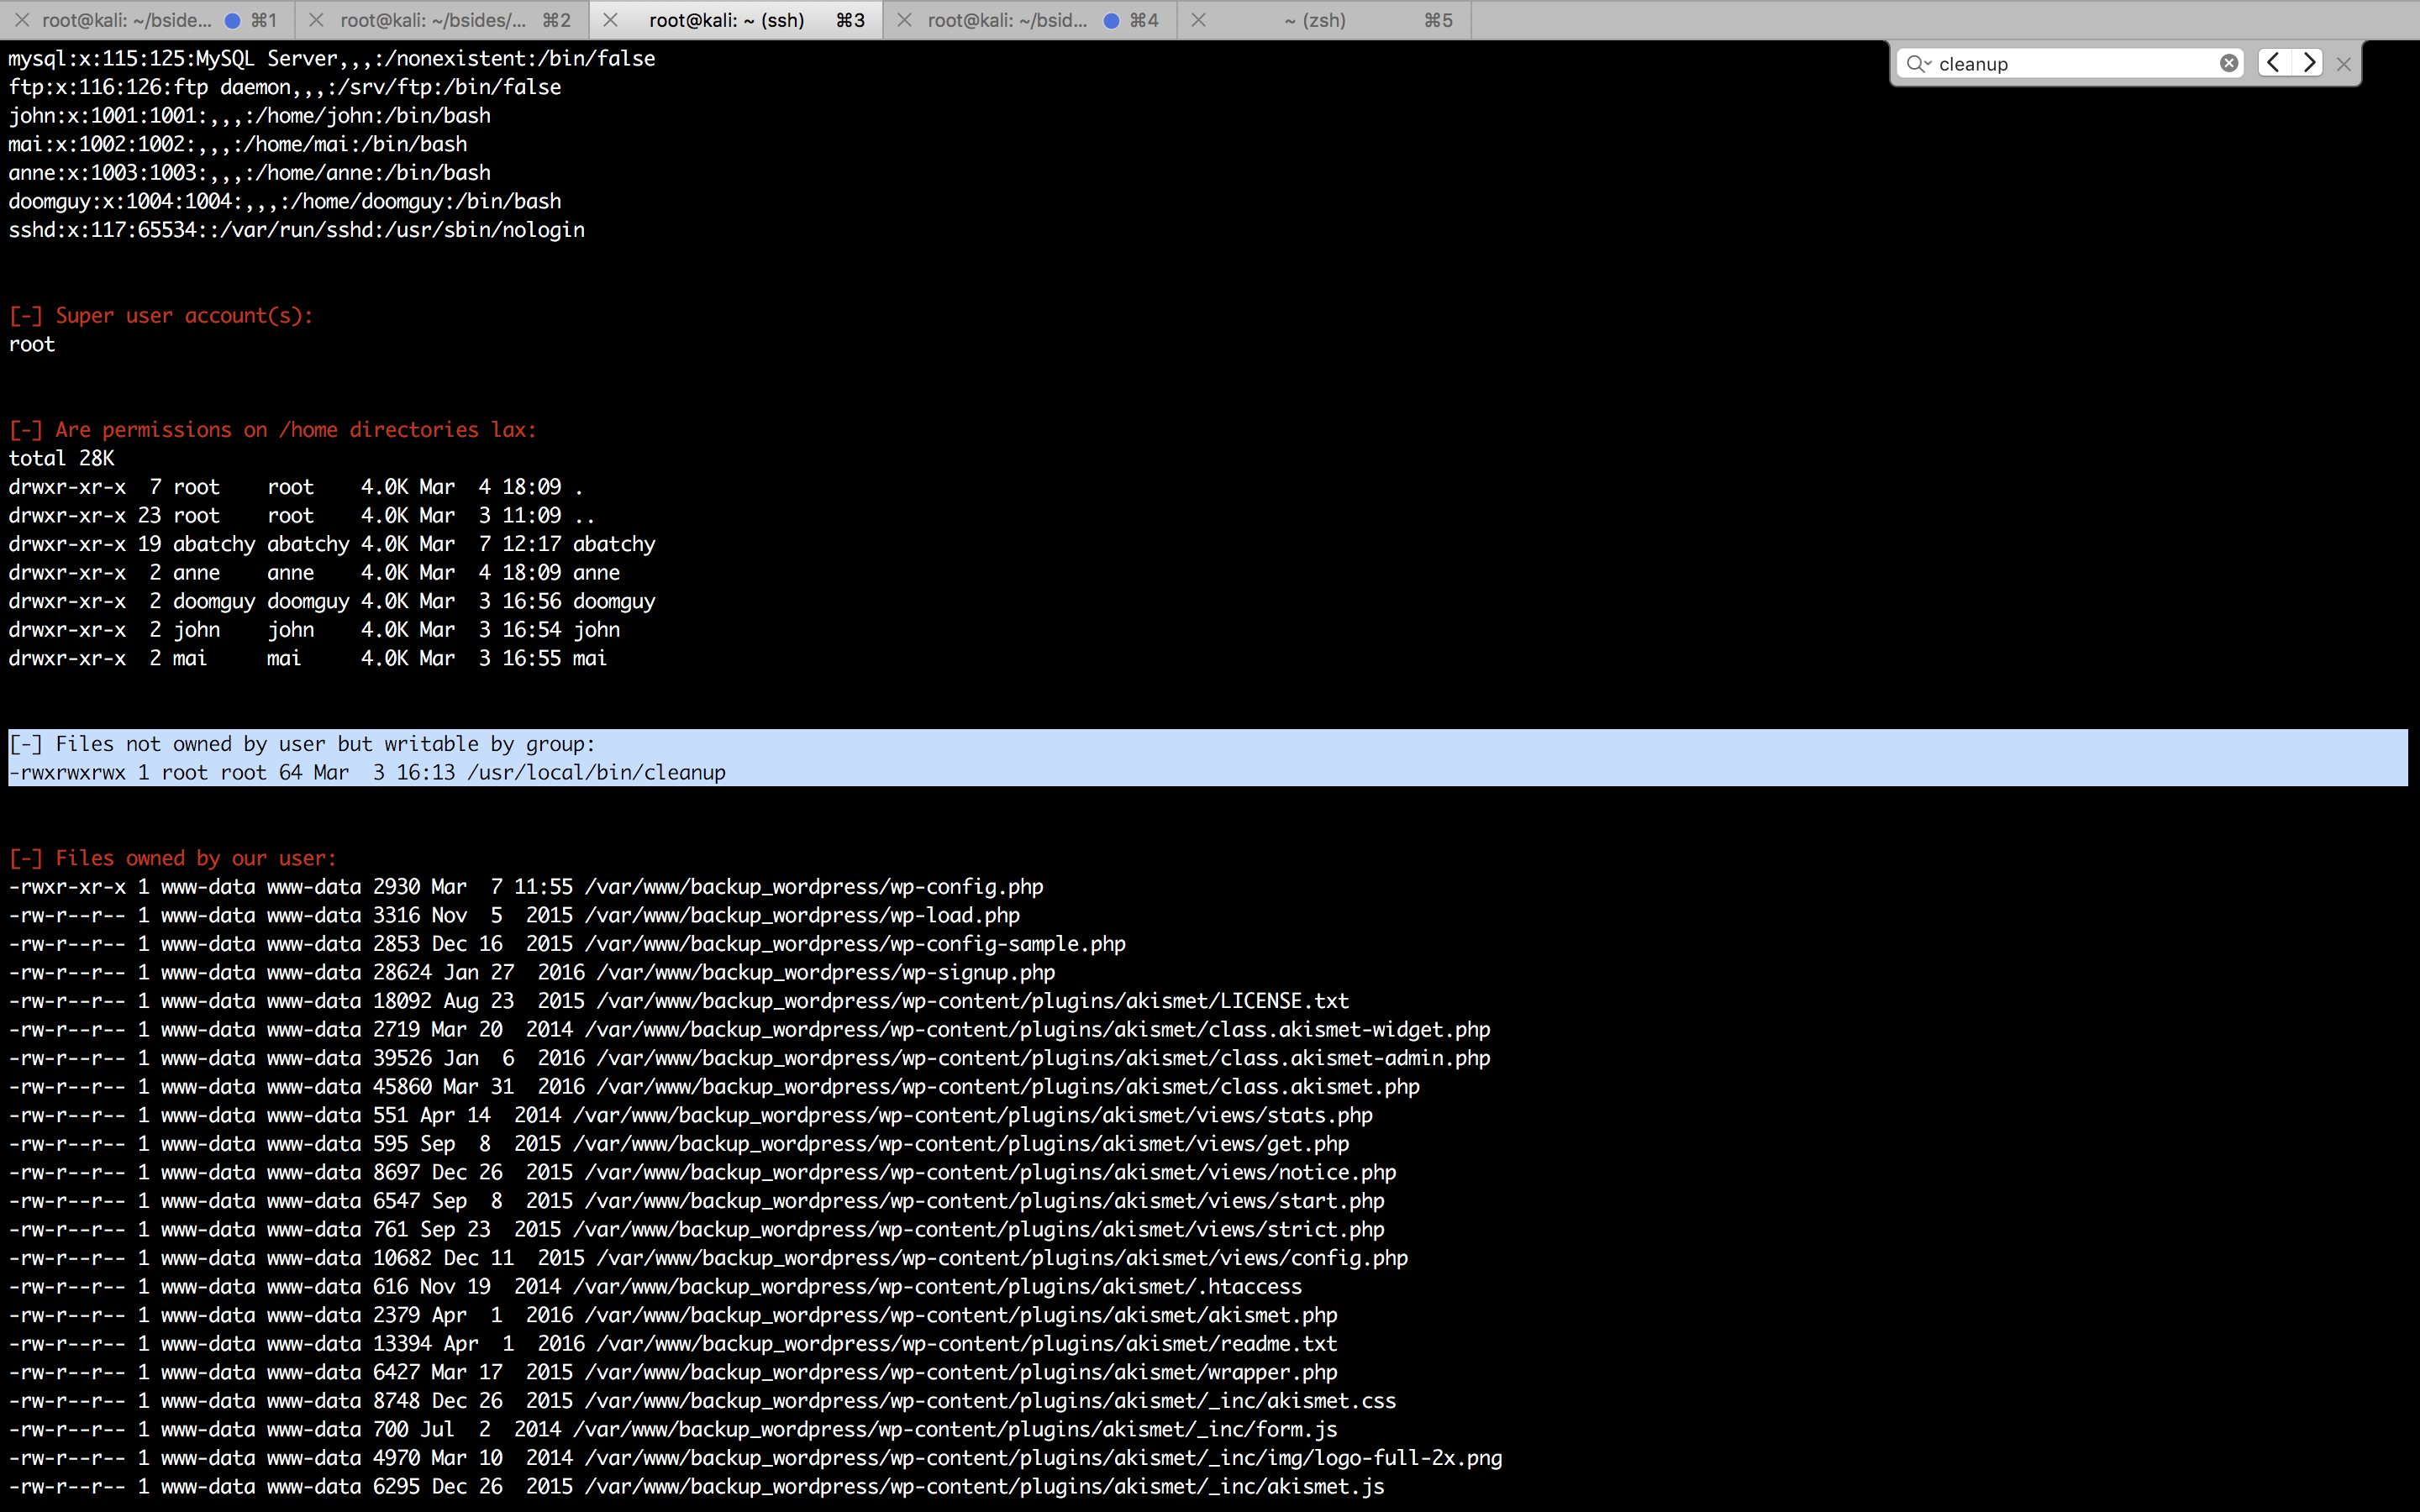 root@kali: ~/bside... ⌘1
root@kali: ~/bsides/... ⌘2
root@kali: ~ (ssh) ⌘3
root@kali: ~/bsid... ⌘4
~ (zsh) ⌘5
cleanup
mysql:x:115:125:MySQL Server,,,:/nonexistent:/bin/false
ftp:x:116:126:ftp daemon,,,:/srv/ftp:/bin/false
john:x:1001:1001:,,,:/home/john:/bin/bash
mai:x:1002:1002:,,,:/home/mai:/bin/bash
anne:x:1003:1003:,,,:/home/anne:/bin/bash
doomguy:x:1004:1004:,,,:/home/doomguy:/bin/bash
sshd:x:117:65534::/var/run/sshd:/usr/sbin/nologin
[-] Super user account(s):
root
[-] Are permissions on /home directories lax:
total 28K
drwxr-xr-x  7 root    root    4.0K Mar  4 18:09 .
drwxr-xr-x 23 root    root    4.0K Mar  3 11:09 ..
drwxr-xr-x 19 abatchy abatchy 4.0K Mar  7 12:17 abatchy
drwxr-xr-x  2 anne    anne    4.0K Mar  4 18:09 anne
drwxr-xr-x  2 doomguy doomguy 4.0K Mar  3 16:56 doomguy
drwxr-xr-x  2 john    john    4.0K Mar  3 16:54 john
drwxr-xr-x  2 mai     mai     4.0K Mar  3 16:55 mai
[-] Files not owned by user but writable by group:
-rwxrwxrwx 1 root root 64 Mar  3 16:13 /usr/local/bin/cleanup
[-] Files owned by our user:
-rwxr-xr-x 1 www-data www-data 2930 Mar  7 11:55 /var/www/backup_wordpress/wp-config.php
-rw-r--r-- 1 www-data www-data 3316 Nov  5  2015 /var/www/backup_wordpress/wp-load.php
-rw-r--r-- 1 www-data www-data 2853 Dec 16  2015 /var/www/backup_wordpress/wp-config-sample.php
-rw-r--r-- 1 www-data www-data 28624 Jan 27  2016 /var/www/backup_wordpress/wp-signup.php
-rw-r--r-- 1 www-data www-data 18092 Aug 23  2015 /var/www/backup_wordpress/wp-content/plugins/akismet/LICENSE.txt
-rw-r--r-- 1 www-data www-data 2719 Mar 20  2014 /var/www/backup_wordpress/wp-content/plugins/akismet/class.akismet-widget.php
-rw-r--r-- 1 www-data www-data 39526 Jan  6  2016 /var/www/backup_wordpress/wp-content/plugins/akismet/class.akismet-admin.php
-rw-r--r-- 1 www-data www-data 45860 Mar 31  2016 /var/www/backup_wordpress/wp-content/plugins/akismet/class.akismet.php
-rw-r--r-- 1 www-data www-data 551 Apr 14  2014 /var/www/backup_wordpress/wp-content/plugins/akismet/views/stats.php
-rw-r--r-- 1 www-data www-data 595 Sep  8  2015 /var/www/backup_wordpress/wp-content/plugins/akismet/views/get.php
-rw-r--r-- 1 www-data www-data 8697 Dec 26  2015 /var/www/backup_wordpress/wp-content/plugins/akismet/views/notice.php
-rw-r--r-- 1 www-data www-data 6547 Sep  8  2015 /var/www/backup_wordpress/wp-content/plugins/akismet/views/start.php
-rw-r--r-- 1 www-data www-data 761 Sep 23  2015 /var/www/backup_wordpress/wp-content/plugins/akismet/views/strict.php
-rw-r--r-- 1 www-data www-data 10682 Dec 11  2015 /var/www/backup_wordpress/wp-content/plugins/akismet/views/config.php
-rw-r--r-- 1 www-data www-data 616 Nov 19  2014 /var/www/backup_wordpress/wp-content/plugins/akismet/.htaccess
-rw-r--r-- 1 www-data www-data 2379 Apr  1  2016 /var/www/backup_wordpress/wp-content/plugins/akismet/akismet.php
-rw-r--r-- 1 www-data www-data 13394 Apr  1  2016 /var/www/backup_wordpress/wp-content/plugins/akismet/readme.txt
-rw-r--r-- 1 www-data www-data 6427 Mar 17  2015 /var/www/backup_wordpress/wp-content/plugins/akismet/wrapper.php
-rw-r--r-- 1 www-data www-data 8748 Dec 26  2015 /var/www/backup_wordpress/wp-content/plugins/akismet/_inc/akismet.css
-rw-r--r-- 1 www-data www-data 700 Jul  2  2014 /var/www/backup_wordpress/wp-content/plugins/akismet/_inc/form.js
-rw-r--r-- 1 www-data www-data 4970 Mar 10  2014 /var/www/backup_wordpress/wp-content/plugins/akismet/_inc/img/logo-full-2x.png
-rw-r--r-- 1 www-data www-data 6295 Dec 26  2015 /var/www/backup_wordpress/wp-content/plugins/akismet/_inc/akismet.js